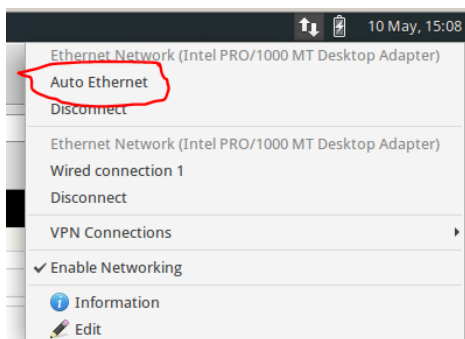 10 May, 15:08
Ethernet Network (Intel PRO/1000 MT Desktop Adapter)
Auto Ethernet
Disconnect
Ethernet Network (Intel PRO/1000 MT Desktop Adapter)
Wired connection 1
Disconnect
VPN Connections
Enable Networking
Information
Edit